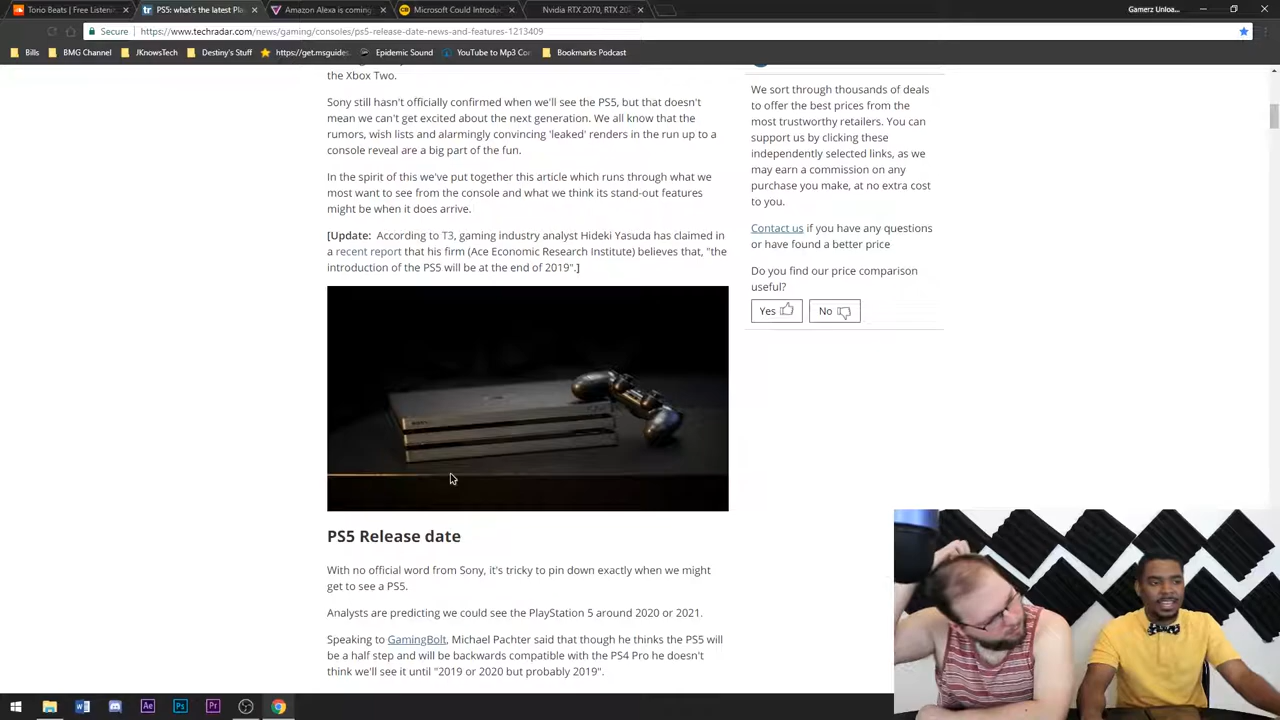 Torio Beats | Free Listeni
PS5: what's the latest Play
Amazon Alexa is coming
Microsoft Could Introduc
Nvidia RTX 2070, RTX 20
Gamerz Unloa...
Secure
https://www.techradar.com/news/gaming/consoles/ps5-release-date-news-and-features-1213409
Bills
BMG Channel
JKnowsTech
Destiny's Stuff
https://get.msguides.
Epidemic Sound
YouTube to Mp3 Co
Bookmarks Podcast
the Xbox Two.
Sony still hasn't officially confirmed when we'll see the PS5, but that doesn't
mean we can't get excited about the next generation. We all know that the
rumors, wish lists and alarmingly convincing 'leaked' renders in the run up to a
console reveal are a big part of the fun.
In the spirit of this we've put together this article which runs through what we
most want to see from the console and what we think its stand-out features
might be when it does arrive.
[Update: According to T3, gaming industry analyst Hideki Yasuda has claimed in
a recent report that his firm (Ace Economic Research Institute) believes that, "the
introduction of the PS5 will be at the end of 2019".]
PS5 Release date
With no official word from Sony, it's tricky to pin down exactly when we might
get to see a PS5.
Analysts are predicting we could see the PlayStation 5 around 2020 or 2021.
Speaking to GamingBolt, Michael Pachter said that though he thinks the PS5 will
be a half step and will be backwards compatible with the PS4 Pro he doesn't
think we'll see it until "2019 or 2020 but probably 2019".
We sort through thousands of deals
to offer the best prices from the
most trustworthy retailers. You can
support us by clicking these
independently selected links, as we
may earn a commission on any
purchase you make, at no extra cost
to you.
Contact us if you have any questions
or have found a better price
Do you find our price comparison
useful?
Yes
No